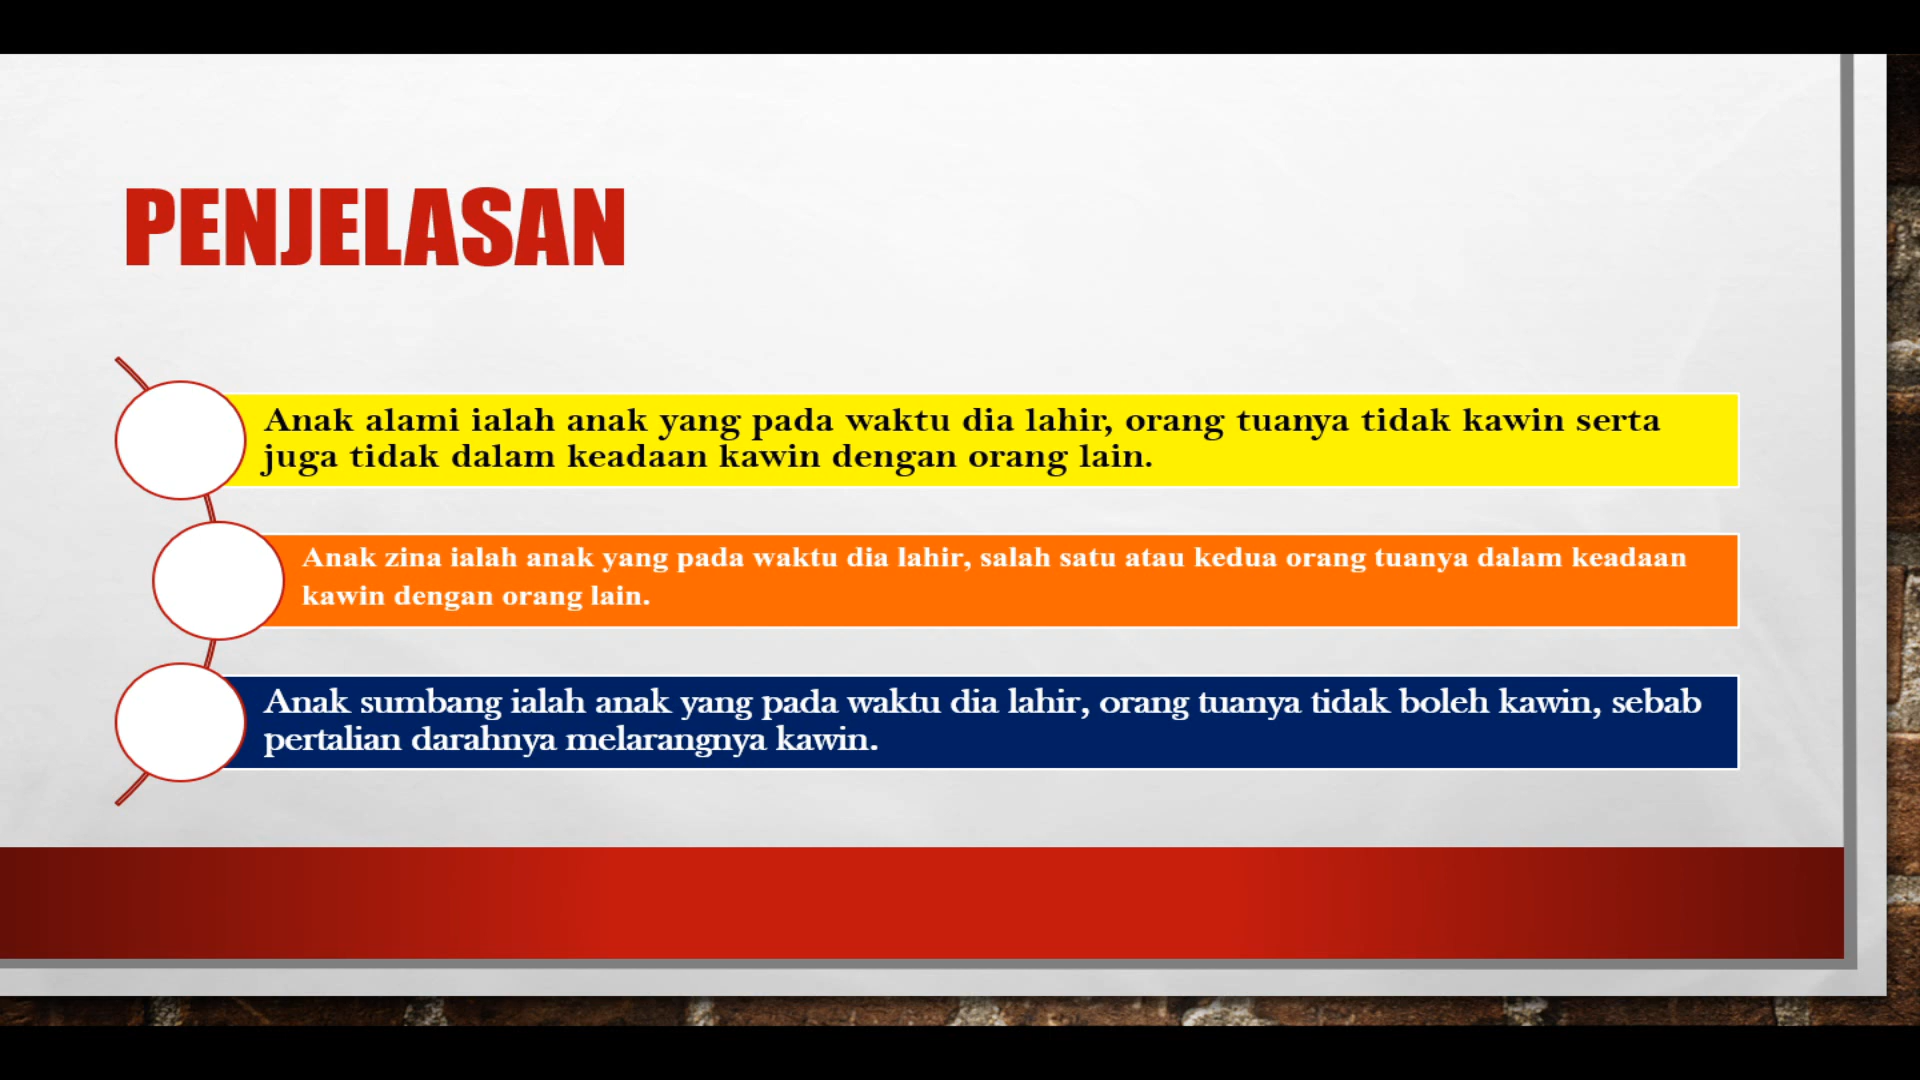 PENJELASAN
Anak alami ialah anak yang pada waktu dia lahir, orang tuanya tidak kawin serta
juga tidak dalam keadaan kawin dengan orang lain.
Anak zina ialah anak yang pada waktu dia lahir, salah satu atau kedua orang tuanya dalam keadaan
kawin dengan orang lain.
Anak sumbang ialah anak yang pada waktu dia lahir, orang tuanya tidak boleh kawin, sebab
pertalian darahnya melarangnya kawin.